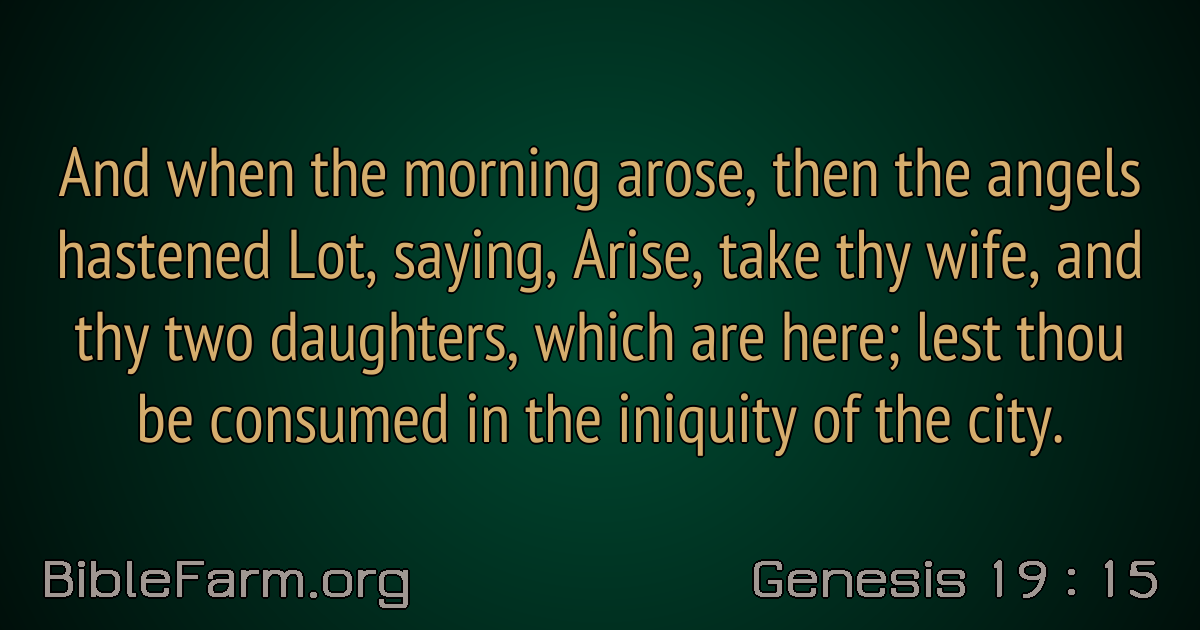 And when the morning arose, then the angels
hastened Lot, saying, Arise, take thy wife, and
thy two daughters, which are here; lest thou
be consumed in the iniquity of the city.
BibleFarm.org
Genesis 19 : 15